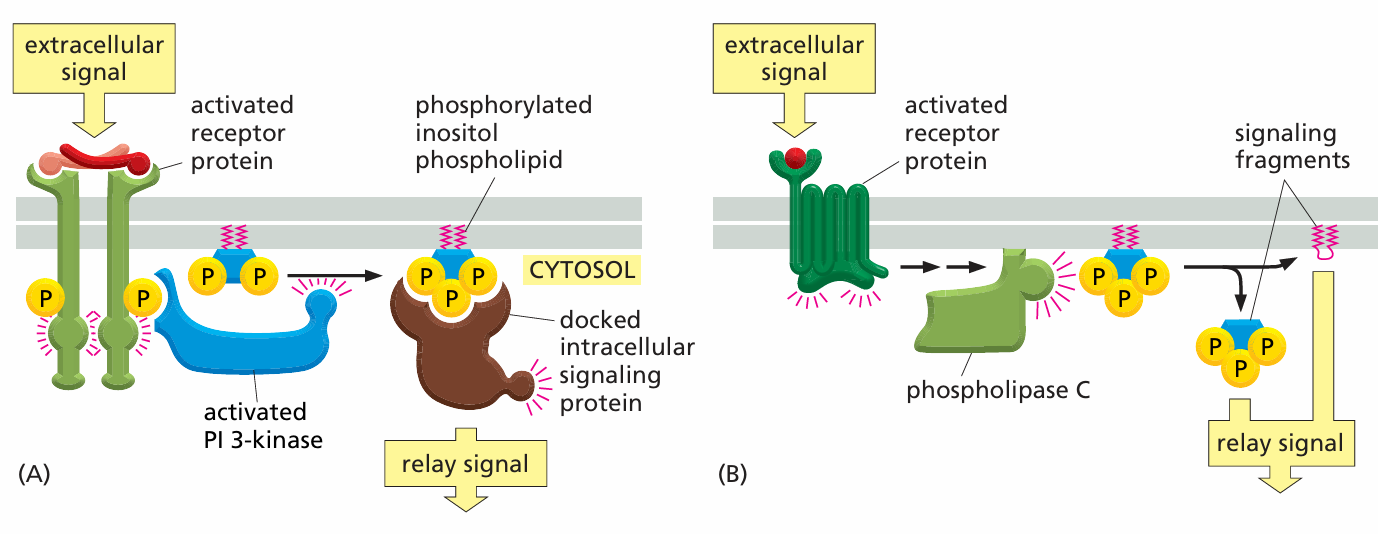 extracellular
signal
activated
receptor
protein
phosphorylated
inositol
phospholipid
P
P
P
P
P
P
P
CYTOSOL
docked
intracellular
signaling
protein
activated
PI 3-kinase
relay signal
(A)
extracellular
signal
activated
receptor
protein
signaling
fragments
P
P
P
P
P
P
phospholipase C
relay signal
(B)